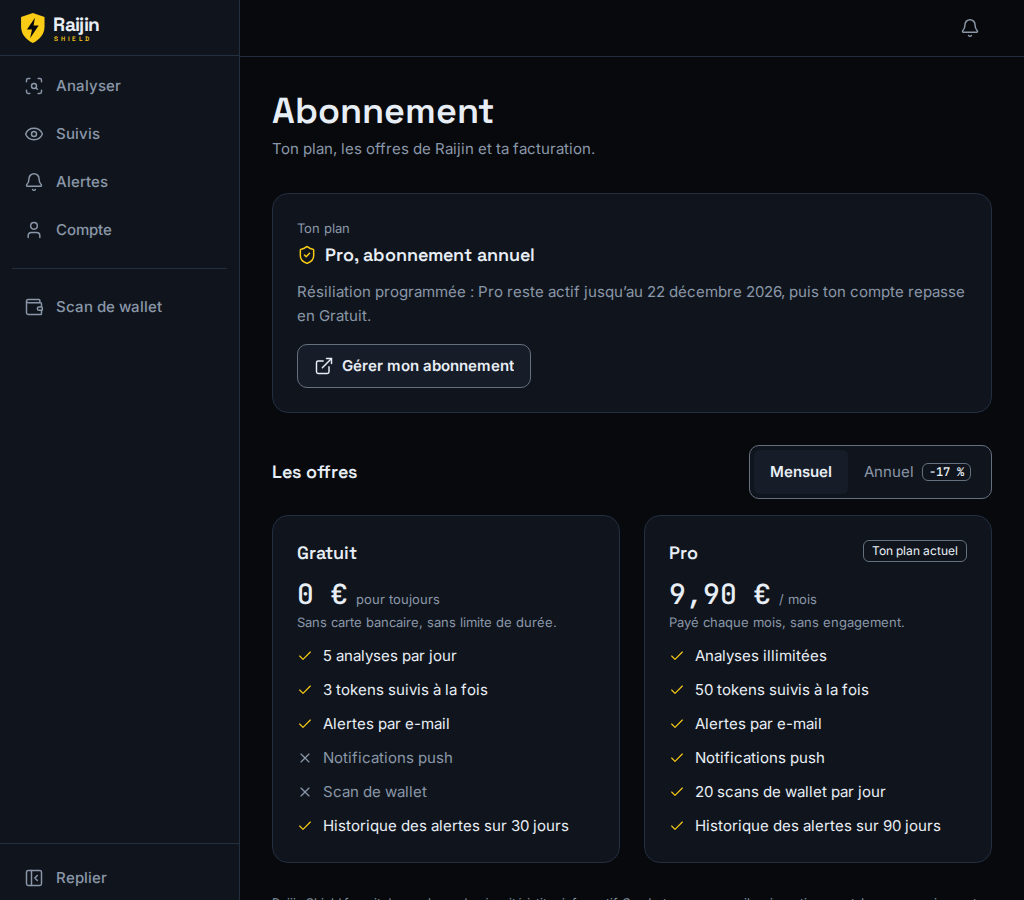 Raijin
SHIELD
Analyser
Suivis
Alertes
Compte
Scan de wallet
Replier
Abonnement
Ton plan, les offres de Raijin et ta facturation.
Ton plan
Pro, abonnement annuel
Résiliation programmée : Pro reste actif jusqu’au 22 décembre 2026, puis ton compte repasse
en Gratuit.
Gérer mon abonnement
Les offres
Mensuel
Annuel -17 %
Gratuit
0 € pour toujours
Sans carte bancaire, sans limite de durée.
5 analyses par jour
3 tokens suivis à la fois
Alertes par e-mail
Notifications push
Scan de wallet
Historique des alertes sur 30 jours
Pro
Ton plan actuel
9,90 € / mois
Payé chaque mois, sans engagement.
Analyses illimitées
50 tokens suivis à la fois
Alertes par e-mail
Notifications push
20 scans de wallet par jour
Historique des alertes sur 90 jours